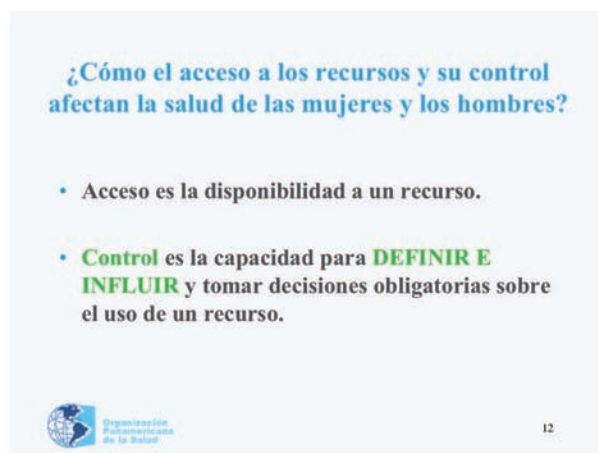 ¿Cómo el acceso a los recursos y su control
afectan la salud de las mujeres y los hombres?
• Acceso es la disponibilidad a un recurso.
• Control es la capacidad para DEFINIR E
INFLUIR y tomar decisiones obligatorias sobre
el uso de un recurso.
Organización
Panamericana
de la Salud
12